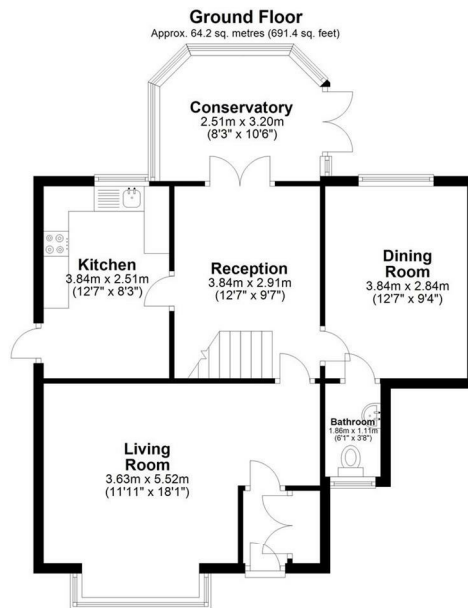 Ground Floor
Approx. 64.2 sq. metres (691.4 sq. feet)
Conservatory
2.51m x 3.20m
(8'3" x 10'6")
Kitchen
3.84m x 2.51m
(12'7" x 8'3")
Reception
3.84m x 2.91m
(12'7" x 9'7")
Dining
Room
3.84m x 2.84m
(12'7" x 9'4")
Living
Room
3.63m x 5.52m
(11'11" x 18'1")
Bathroom
1.86m x 1.11m
(6'1" x 3'8")